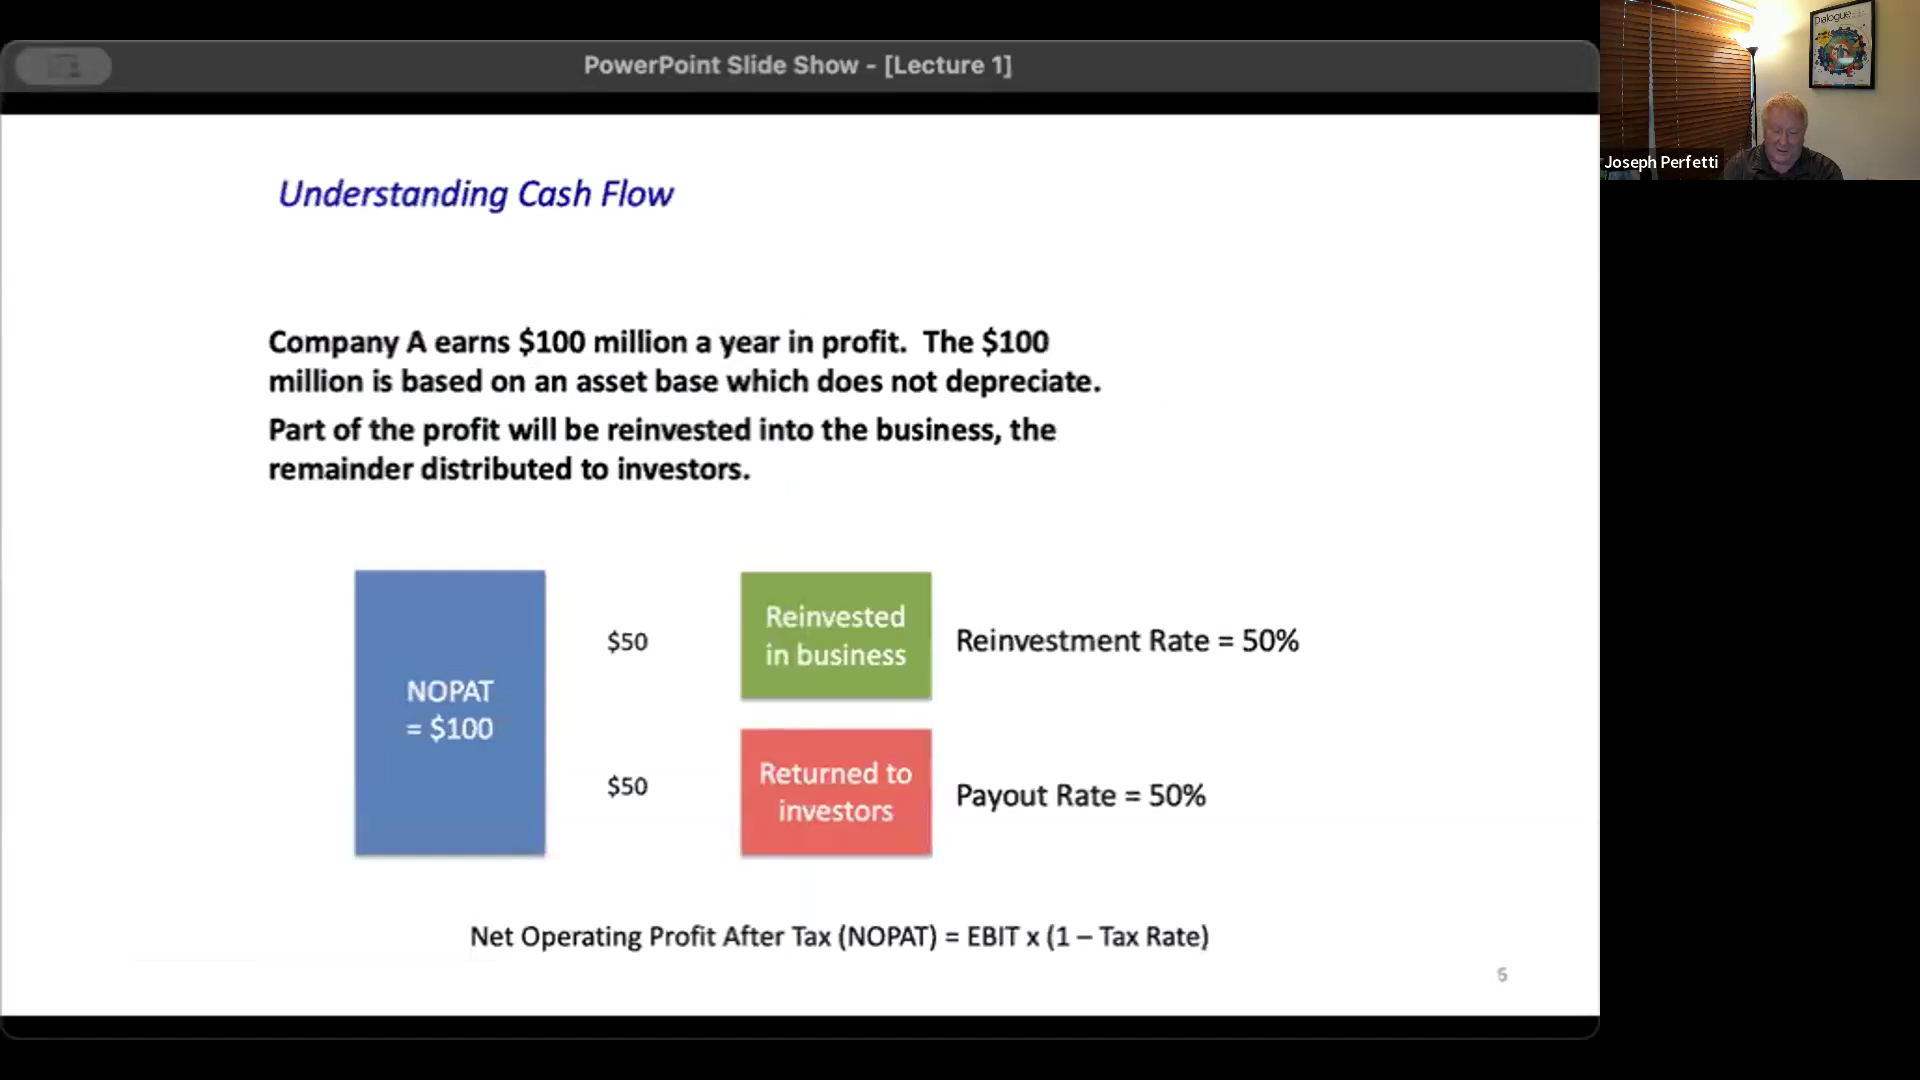 PowerPoint Slide Show - [Lecture 1]
Dialogue
Joseph Perfetti
Understanding Cash Flow
Company A earns $100 million a year in profit.  The $100
million is based on an asset base which does not depreciate.
Part of the profit will be reinvested into the business, the
remainder distributed to investors.
NOPAT
= $100
$50
Reinvested
in business
Reinvestment Rate = 50%
$50
Returned to
investors
Payout Rate = 50%
Net Operating Profit After Tax (NOPAT) = EBIT x (1 – Tax Rate)
5